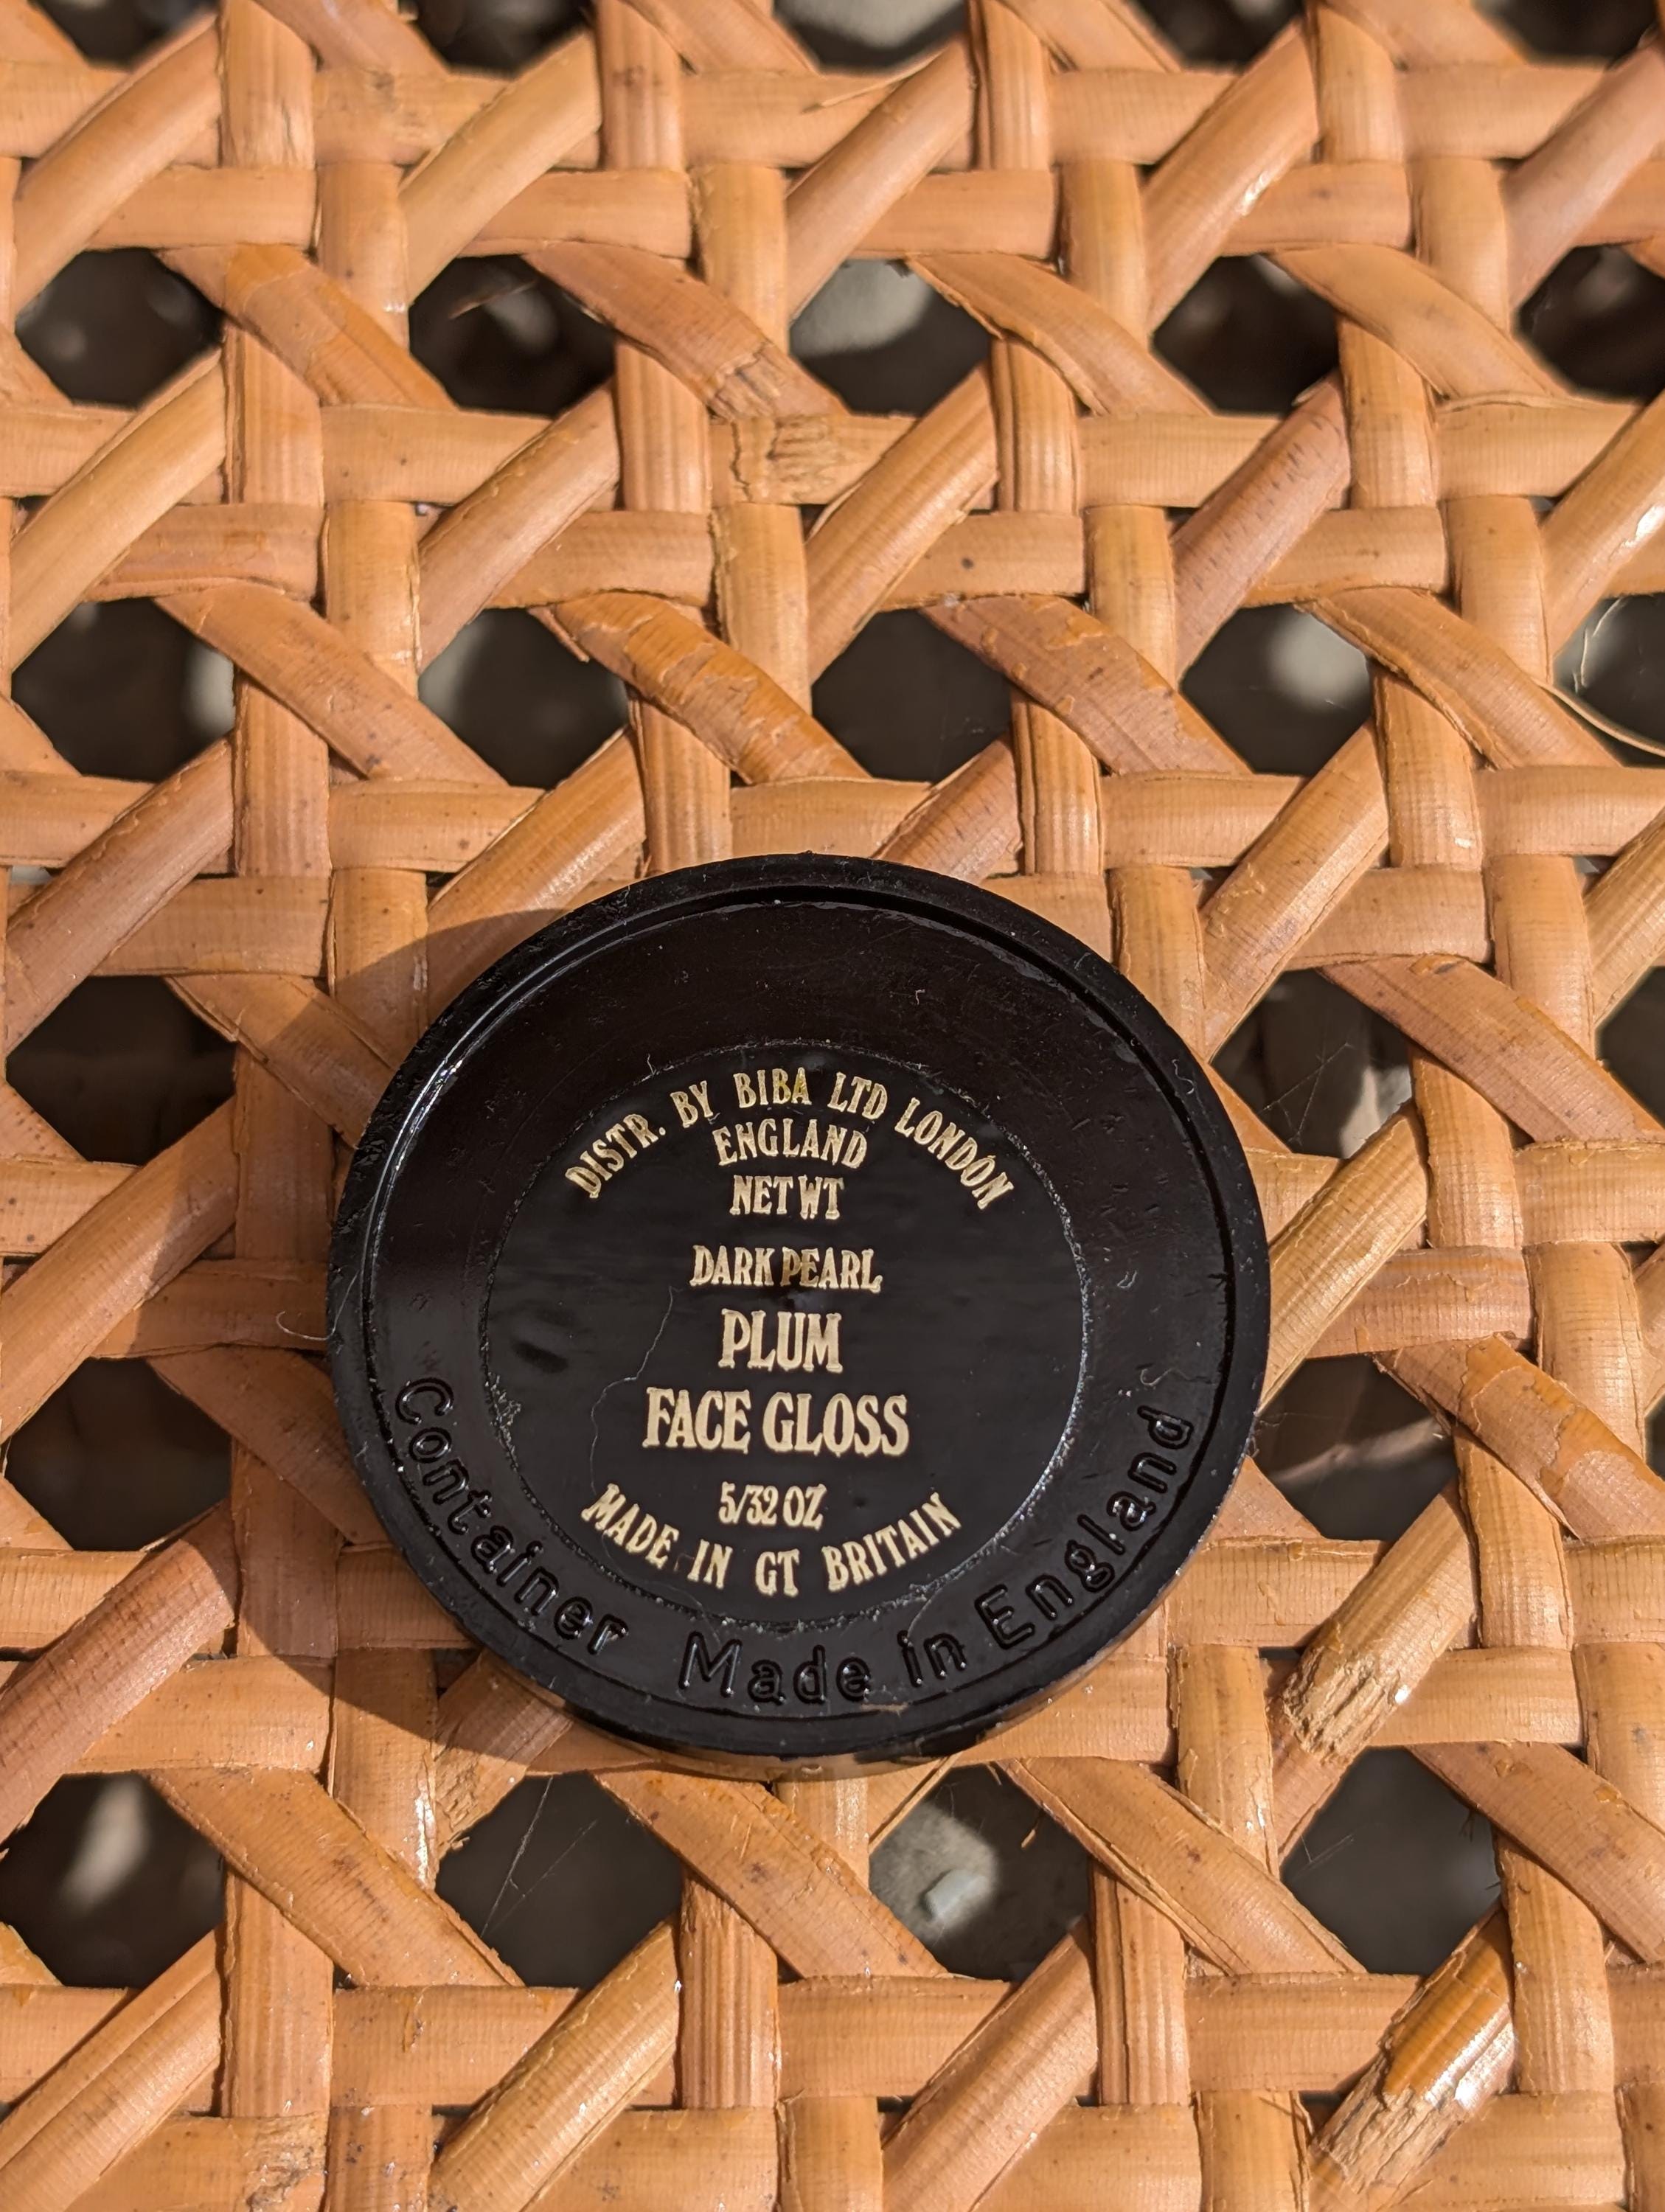 DISTR. BY BIBA LTD LONDON
ENGLAND
NET WT
DARK PEARL
PLUM
FACE GLOSS
5/32 OZ
MADE IN GT BRITAIN
Container Made in England